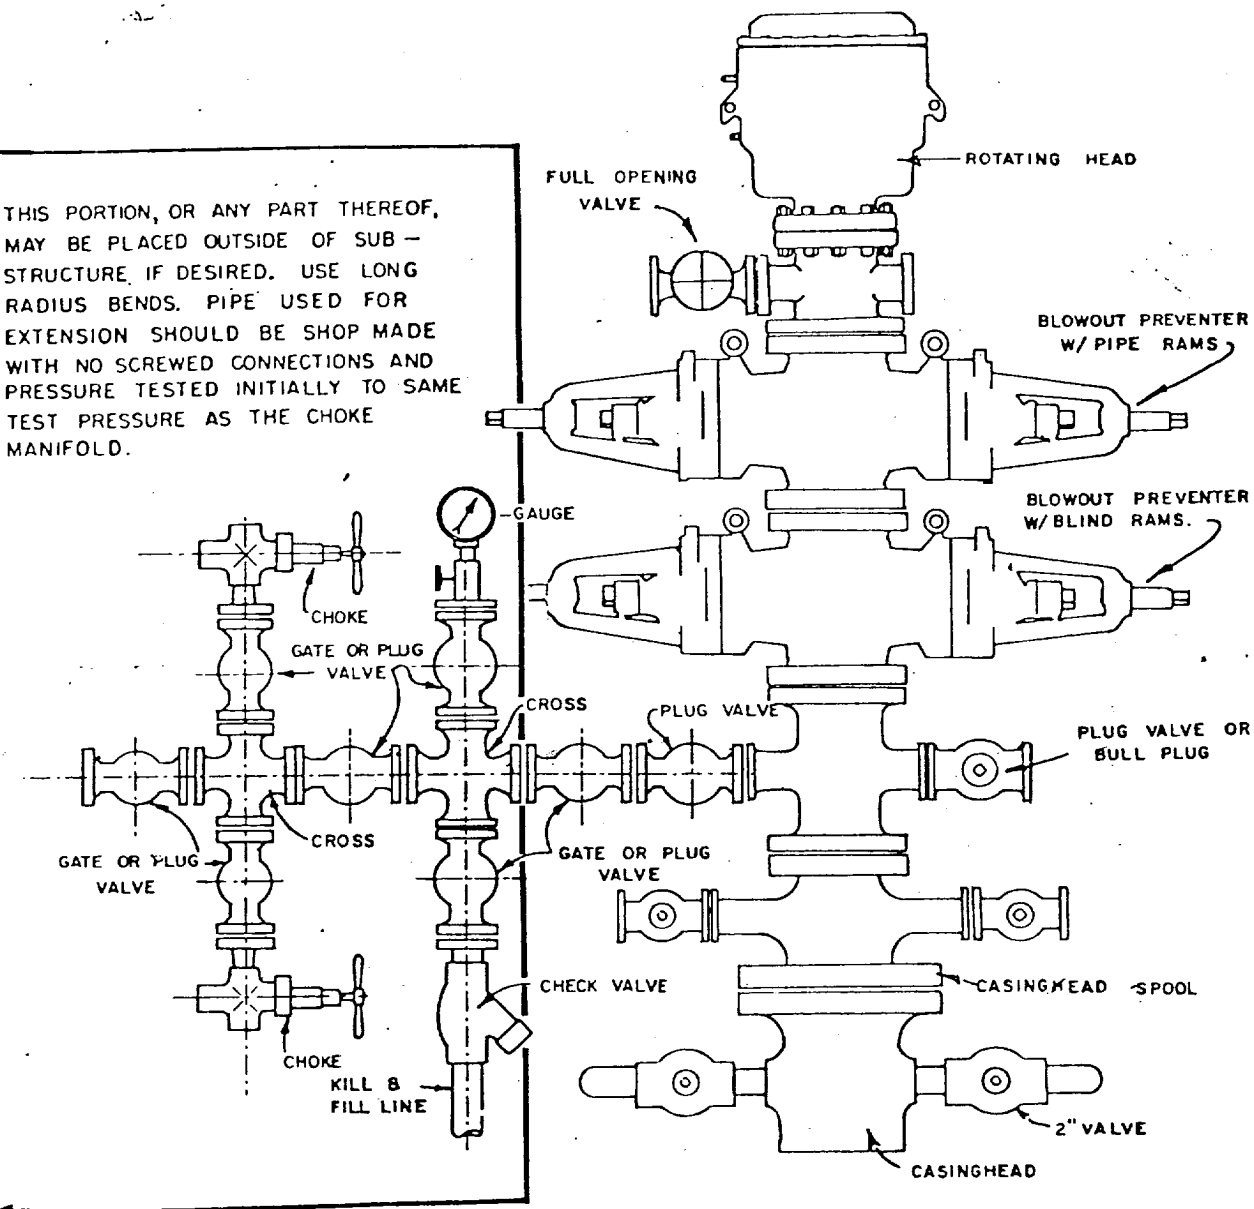 ROTATING HEAD
FULL OPENING
VALVE
THIS PORTION, OR ANY PART THEREOF,
MAY BE PLACED OUTSIDE OF SUB-
STRUCTURE IF DESIRED. USE LONG
RADIUS BENDS. PIPE USED FOR
EXTENSION SHOULD BE SHOP MADE
WITH NO SCREWED CONNECTIONS AND
PRESSURE TESTED INITIALLY TO SAME
TEST PRESSURE AS THE CHOKE
MANIFOLD.
BLOWOUT PREVENTER
W/ PIPE RAMS
BLOWOUT PREVENTER
W/ BLIND RAMS.
GAUGE
CHOKE
GATE OR PLUG
VALVE
CROSS
PLUG VALVE
PLUG VALVE OR
BULL PLUG
CROSS
GATE OR PLUG
VALVE
GATE OR PLUG
VALVE
CHECK VALVE
CASINGHEAD SPOOL
CHOKE
KILL &
FILL LINE
2" VALVE
CASINGHEAD